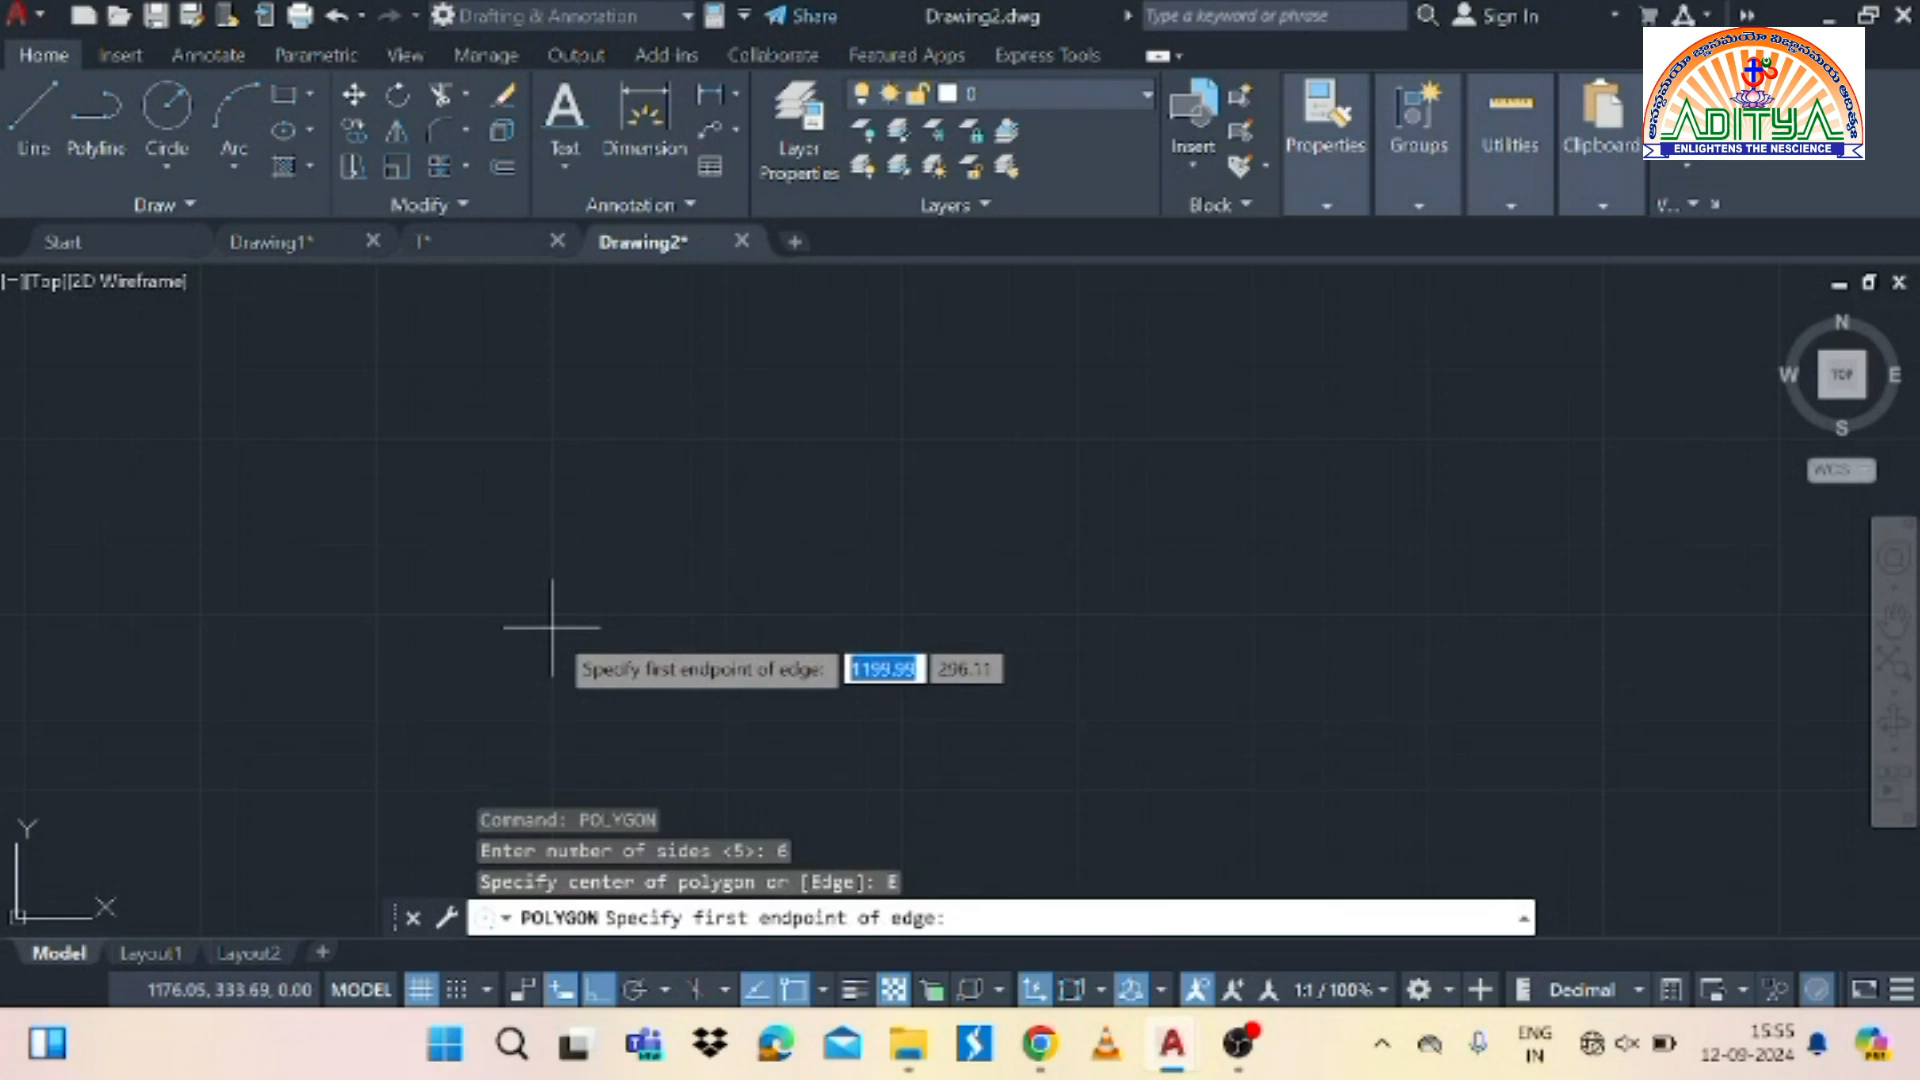 Drafting & Annotation
Share
Drawing2.dwg
Type a keyword or phrase
Sign In
Home Insert Annotate Parametric View Manage Output Add-ins Collaborate Featured Apps Express Tools
Line Polyline Circle Arc
Text Dimension
Layer Properties
0
Insert
Properties
Groups
Utilities
Clipboard
Draw
Modify
Annotation
Layers
Block
V...
ADITYA
ENLIGHTENS THE NESCIENCE
Start
Drawing1*
Drawing2*
[−][Top][2D Wireframe]
N
W TOP E
S
WCS
Specify first endpoint of edge: 1199.99 296.11
Command: POLYGON
Enter number of sides <5>: 6
Specify center of polygon or [Edge]: E
POLYGON Specify first endpoint of edge:
Y
X
Model Layout1 Layout2
1176.05, 333.69, 0.00 MODEL
1:1 / 100%
Decimal
ENG
IN
15:55
12-09-2024